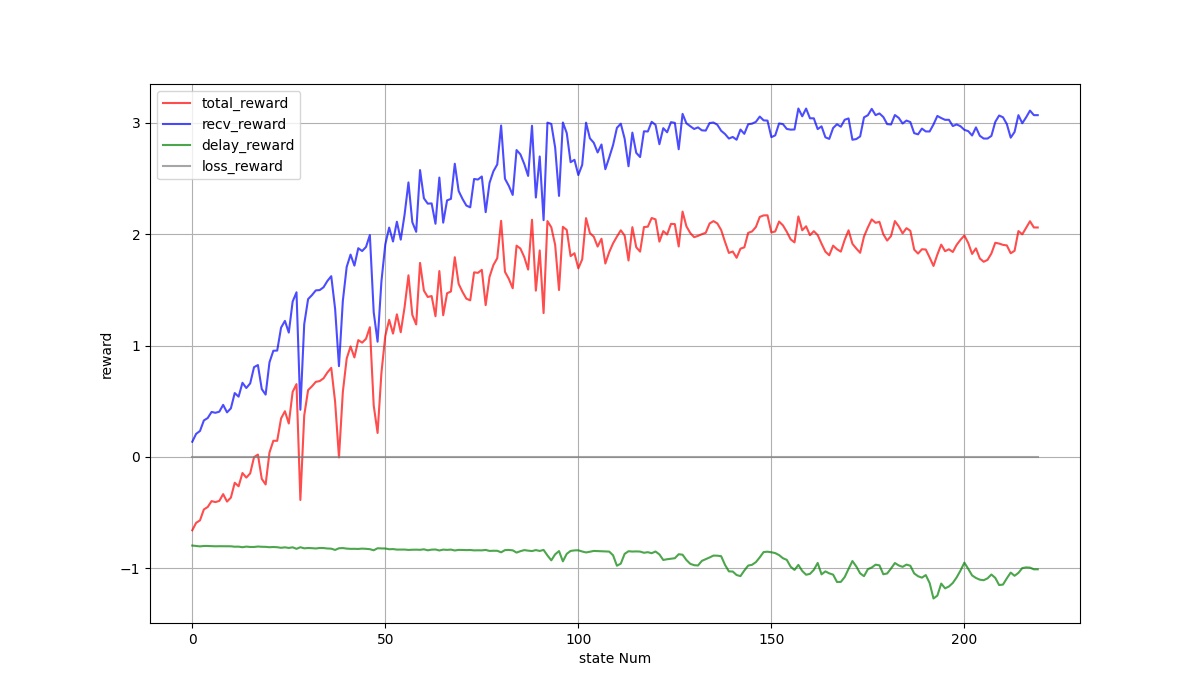 total_reward
recv_reward
delay_reward
loss_reward
3
2
1
0
−1
reward
0 50 100 150 200
state Num